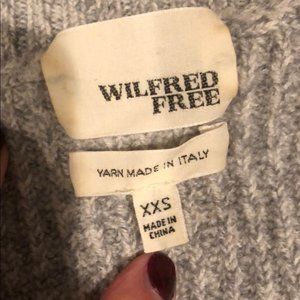 WILFRED
FREE
YARN MADE IN ITALY
XXS
MADE IN
CHINA